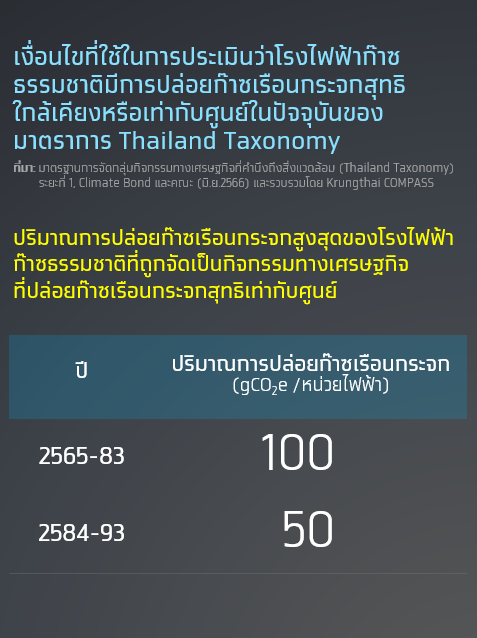 เงื่อนไขที่ใช้ในการประเมินว่าโรงไฟฟ้าก๊าซ
ธรรมชาติมีการปล่อยก๊าซเรือนกระจกสุทธิ
ใกล้เคียงหรือเท่ากับศูนย์ในปัจจุบันของ
มาตราการ Thailand Taxonomy
ที่มา: มาตรฐานการจัดกลุ่มกิจกรรมทางเศรษฐกิจที่คำนึงถึงสิ่งแวดล้อม (Thailand Taxonomy)
ระยะที่ 1, Climate Bond และคณะ (มิ.ย.2566) และรวบรวมโดย Krungthai COMPASS
ปริมาณการปล่อยก๊าซเรือนกระจกสูงสุดของโรงไฟฟ้า
ก๊าซธรรมชาติที่ถูกจัดเป็นกิจกรรมทางเศรษฐกิจ
ที่ปล่อยก๊าซเรือนกระจกสุทธิเท่ากับศูนย์
ปี
ปริมาณการปล่อยก๊าซเรือนกระจก
(gCO₂e /หน่วยไฟฟ้า)
2565-83 100
2584-93 50